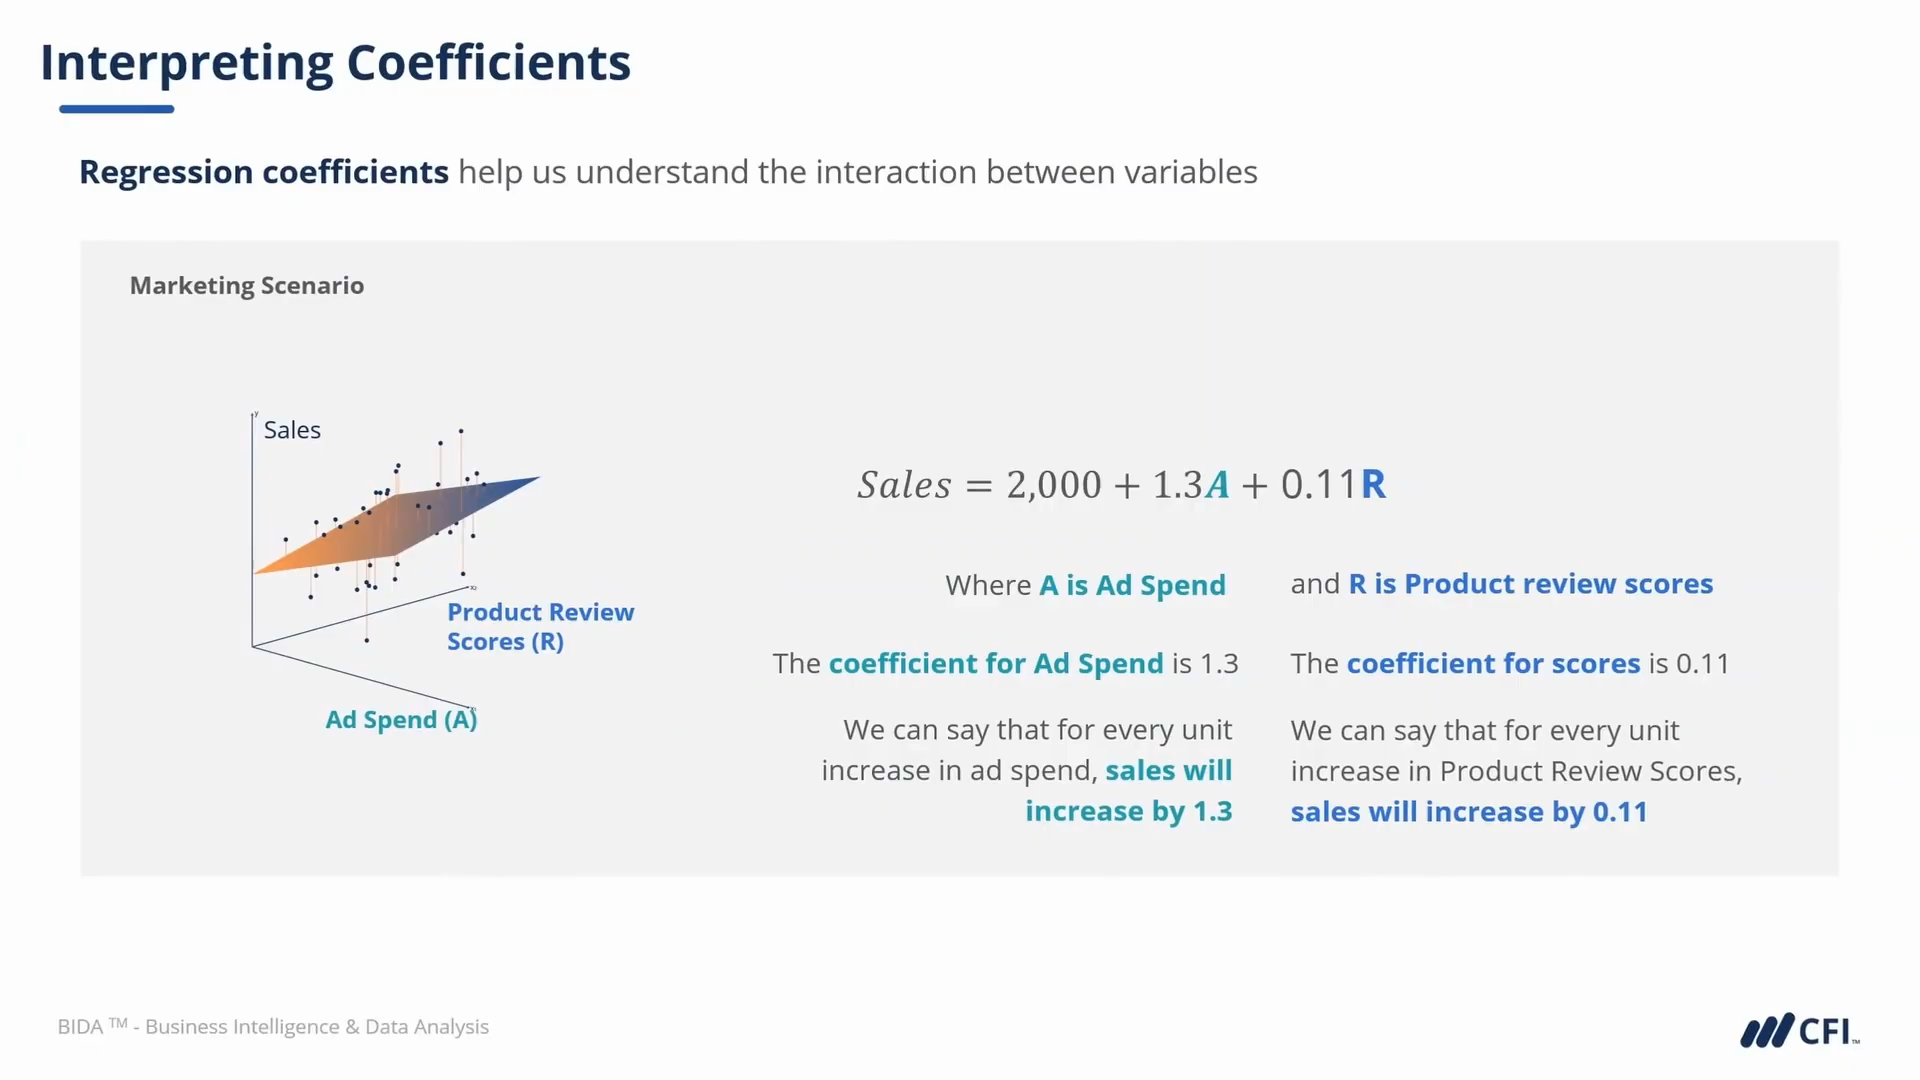 Interpreting Coefficients
Regression coefficients help us understand the interaction between variables
Marketing Scenario
y
Sales
x₂
Product Review
Scores (R)
Ad Spend (A)
Sales = 2,000 + 1.3A + 0.11R
Where A is Ad Spend
The coefficient for Ad Spend is 1.3
We can say that for every unit
increase in ad spend, sales will
increase by 1.3
and R is Product review scores
The coefficient for scores is 0.11
We can say that for every unit
increase in Product Review Scores,
sales will increase by 0.11
BIDA TM - Business Intelligence & Data Analysis
CFI™